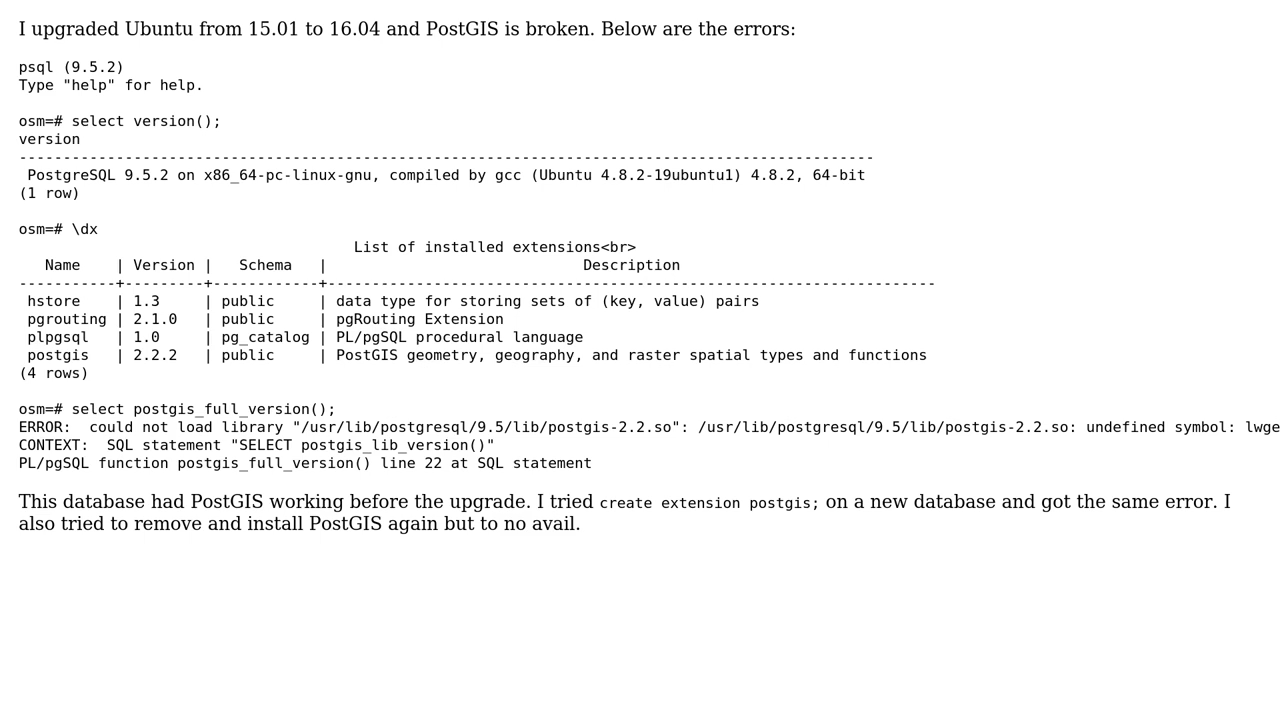 I upgraded Ubuntu from 15.01 to 16.04 and PostGIS is broken. Below are the errors:
psql (9.5.2)
Type "help" for help.
osm=# select version();
version
-------------------------------------------------------------------------------------------------
PostgreSQL 9.5.2 on x86_64-pc-linux-gnu, compiled by gcc (Ubuntu 4.8.2-19ubuntu1) 4.8.2, 64-bit
(1 row)
osm=# \dx
List of installed extensions<br>
Name    | Version |   Schema   |                             Description
-----------+---------+------------+---------------------------------------------------------------------
hstore    | 1.3     | public     | data type for storing sets of (key, value) pairs
pgrouting | 2.1.0   | public     | pgRouting Extension
plpgsql   | 1.0     | pg_catalog | PL/pgSQL procedural language
postgis   | 2.2.2   | public     | PostGIS geometry, geography, and raster spatial types and functions
(4 rows)
osm=# select postgis_full_version();
ERROR:  could not load library "/usr/lib/postgresql/9.5/lib/postgis-2.2.so": /usr/lib/postgresql/9.5/lib/postgis-2.2.so: undefined symbol: lwge
CONTEXT:  SQL statement "SELECT postgis_lib_version()"
PL/pgSQL function postgis_full_version() line 22 at SQL statement
This database had PostGIS working before the upgrade. I tried create extension postgis; on a new database and got the same error. I
also tried to remove and install PostGIS again but to no avail.